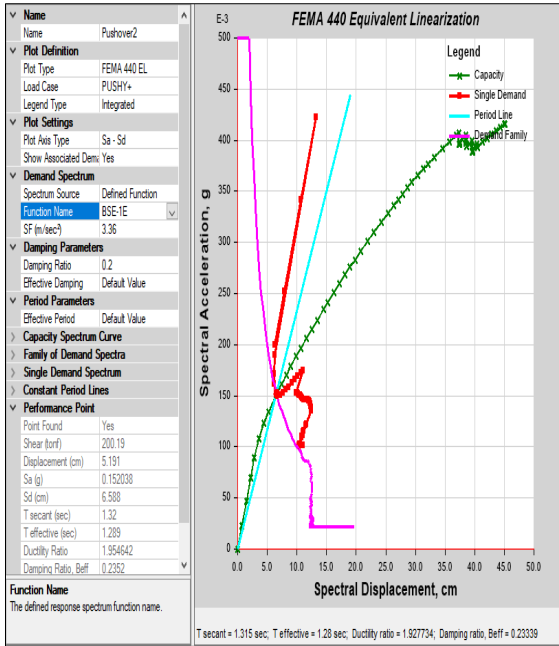 Name
Name Pushover2
Plot Definition
Plot Type FEMA 440 EL
Load Case PUSHY+
Legend Type Integrated
Plot Settings
Plot Axis Type Sa - Sd
Show Associated Dema Yes
Demand Spectrum
Spectrum Source Defined Function
Function Name BSE-1E
SF (m/sec²) 3.36
Damping Parameters
Damping Ratio 0.2
Effective Damping Default Value
Period Parameters
Effective Period Default Value
Capacity Spectrum Curve
Family of Demand Spectra
Single Demand Spectrum
Constant Period Lines
Performance Point
Point Found Yes
Shear (tonf) 200.19
Displacement (cm) 5.191
Sa (g) 0.152038
Sd (cm) 6.588
T secant (sec) 1.32
T effective (sec) 1.289
Ductility Ratio 1.954642
Damping Ratio, Beff 0.2352
Function Name
The defined response spectrum function name.
FEMA 440 Equivalent Linearization
E-3
Legend
Capacity
Single Demand
Period Line
Demand Family
500
450
400
350
300
250
200
150
100
50
0
Spectral Acceleration, g
0.0 5.0 10.0 15.0 20.0 25.0 30.0 35.0 40.0 45.0 50.0
Spectral Displacement, cm
T secant = 1.315 sec; T effective = 1.28 sec; Ductility ratio = 1.927734; Damping ratio, Beff = 0.23339